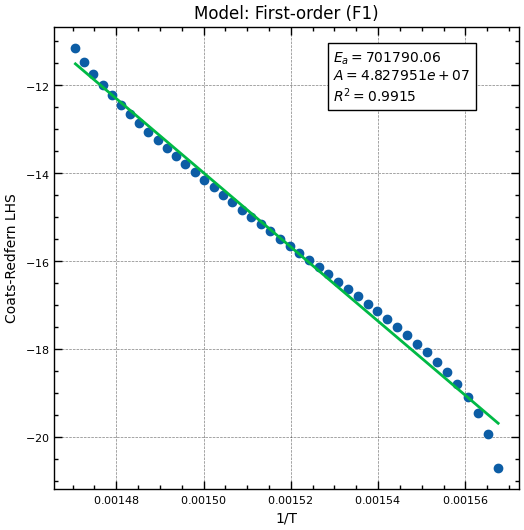 Model: First-order (F1)
E_a = 701790.06
A = 4.827951e + 07
R^2 = 0.9915
Coats-Redfern LHS
−12
−14
−16
−18
−20
0.00148 0.00150 0.00152 0.00154 0.00156
1/T